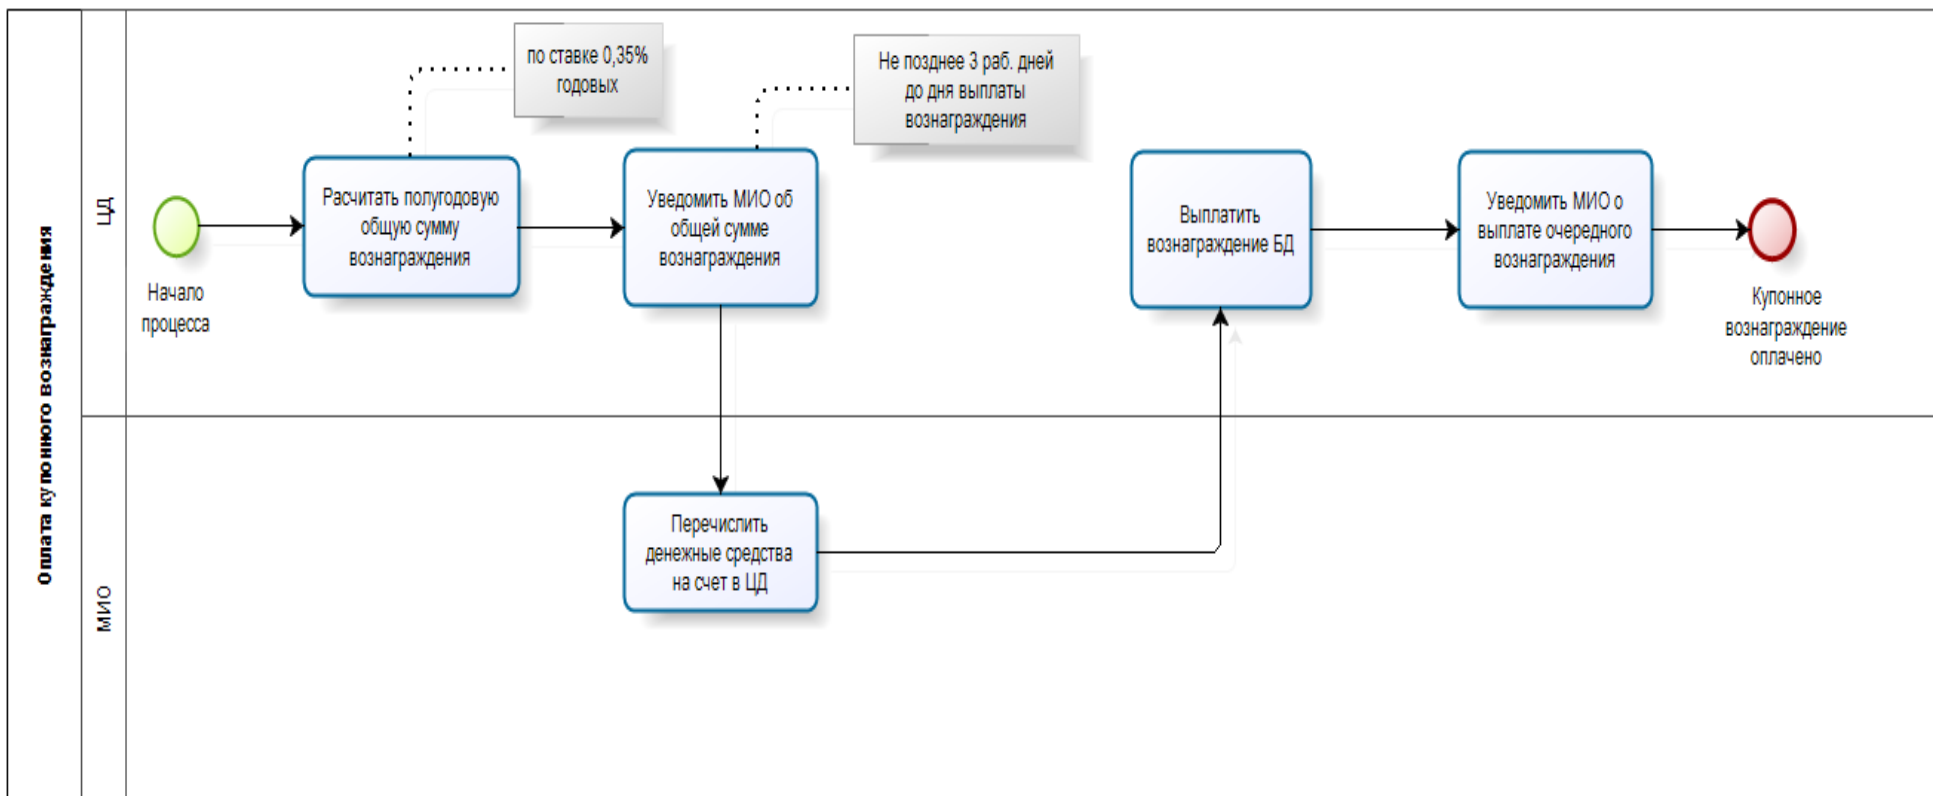 Оплата купонного вознаграждения
ЦД
Начало
процесса
Расчитать полугодовую
общую сумму
вознаграждения
по ставке 0,35%
годовых
Уведомить МИО об
общей сумме
вознаграждения
Не позднее 3 раб. дней
до дня выплаты
вознаграждения
Выплатить
вознаграждение БД
Уведомить МИО о
выплате очередного
вознаграждения
Купонное
вознаграждение
оплачено
МИО
Перечислить
денежные средства
на счет в ЦД